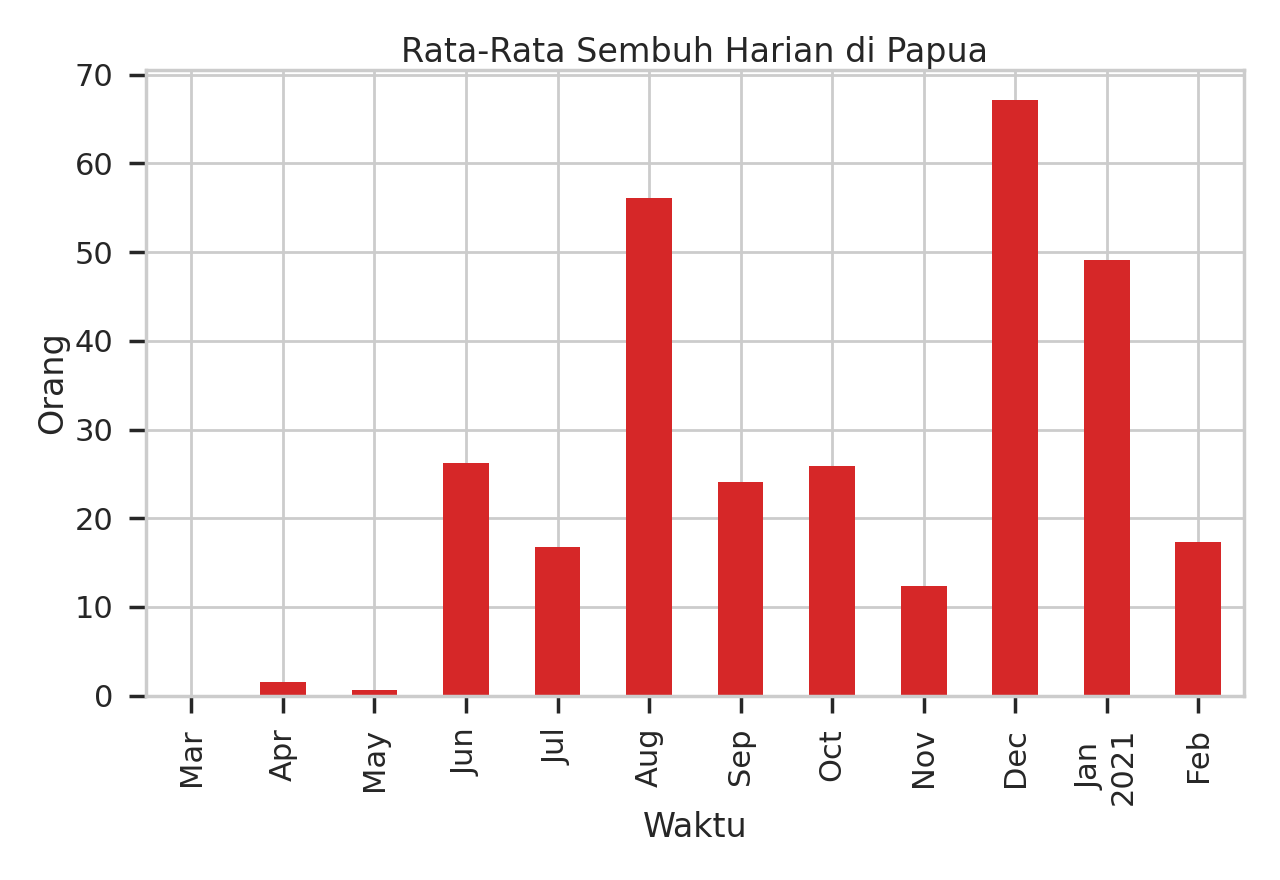 Rata-Rata Sembuh Harian di Papua
70
60
50
40
30
20
10
0
Orang
Mar
Apr
May
Jun
Jul
Aug
Sep
Oct
Nov
Dec
Jan
2021
Feb
Waktu